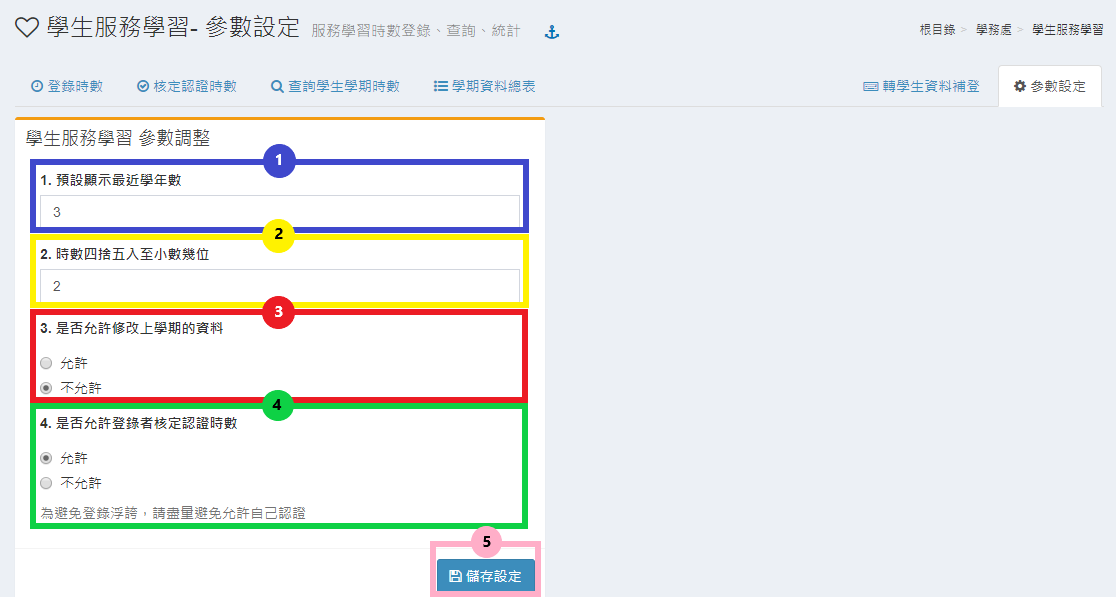 學生服務學習- 參數設定 服務學習時數登錄、查詢、統計
根目錄 > 學務處 > 學生服務學習
登錄時數 核定認證時數 查詢學生學期時數 學期資料總表 轉學生資料補登 參數設定
學生服務學習 參數調整
1
1. 預設顯示最近學年數
3
2
2. 時數四捨五入至小數幾位
2
3
3. 是否允許修改上學期的資料
允許
不允許
4
4. 是否允許登錄者核定認證時數
允許
不允許
為避免登錄浮誇，請盡量避免允許自己認證
5
儲存設定